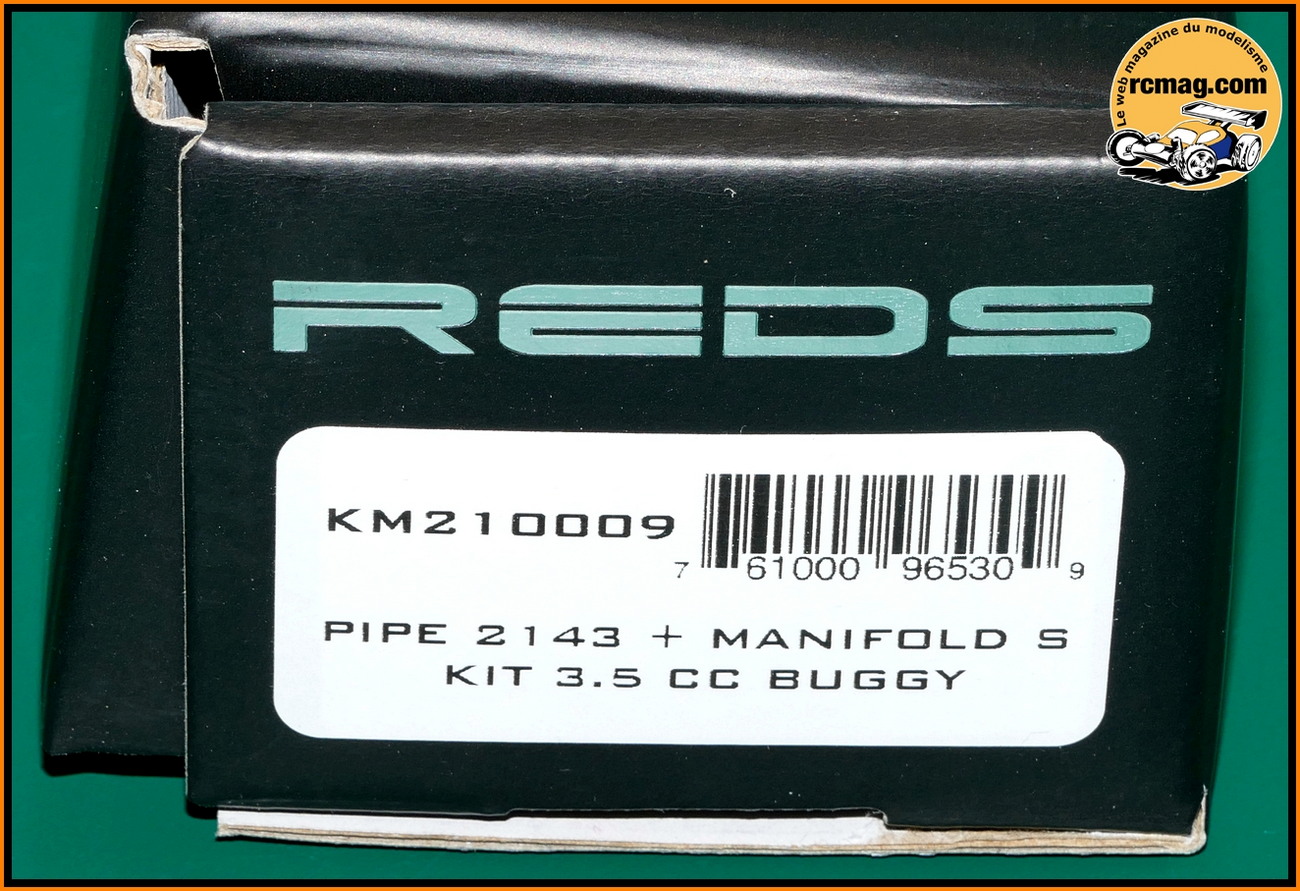 Le web magazine du modelisme
rcmag.com
REDS
KM210009
7 61000 96530 9
PIPE 2143 + MANIFOLD S
KIT 3.5 CC BUGGY